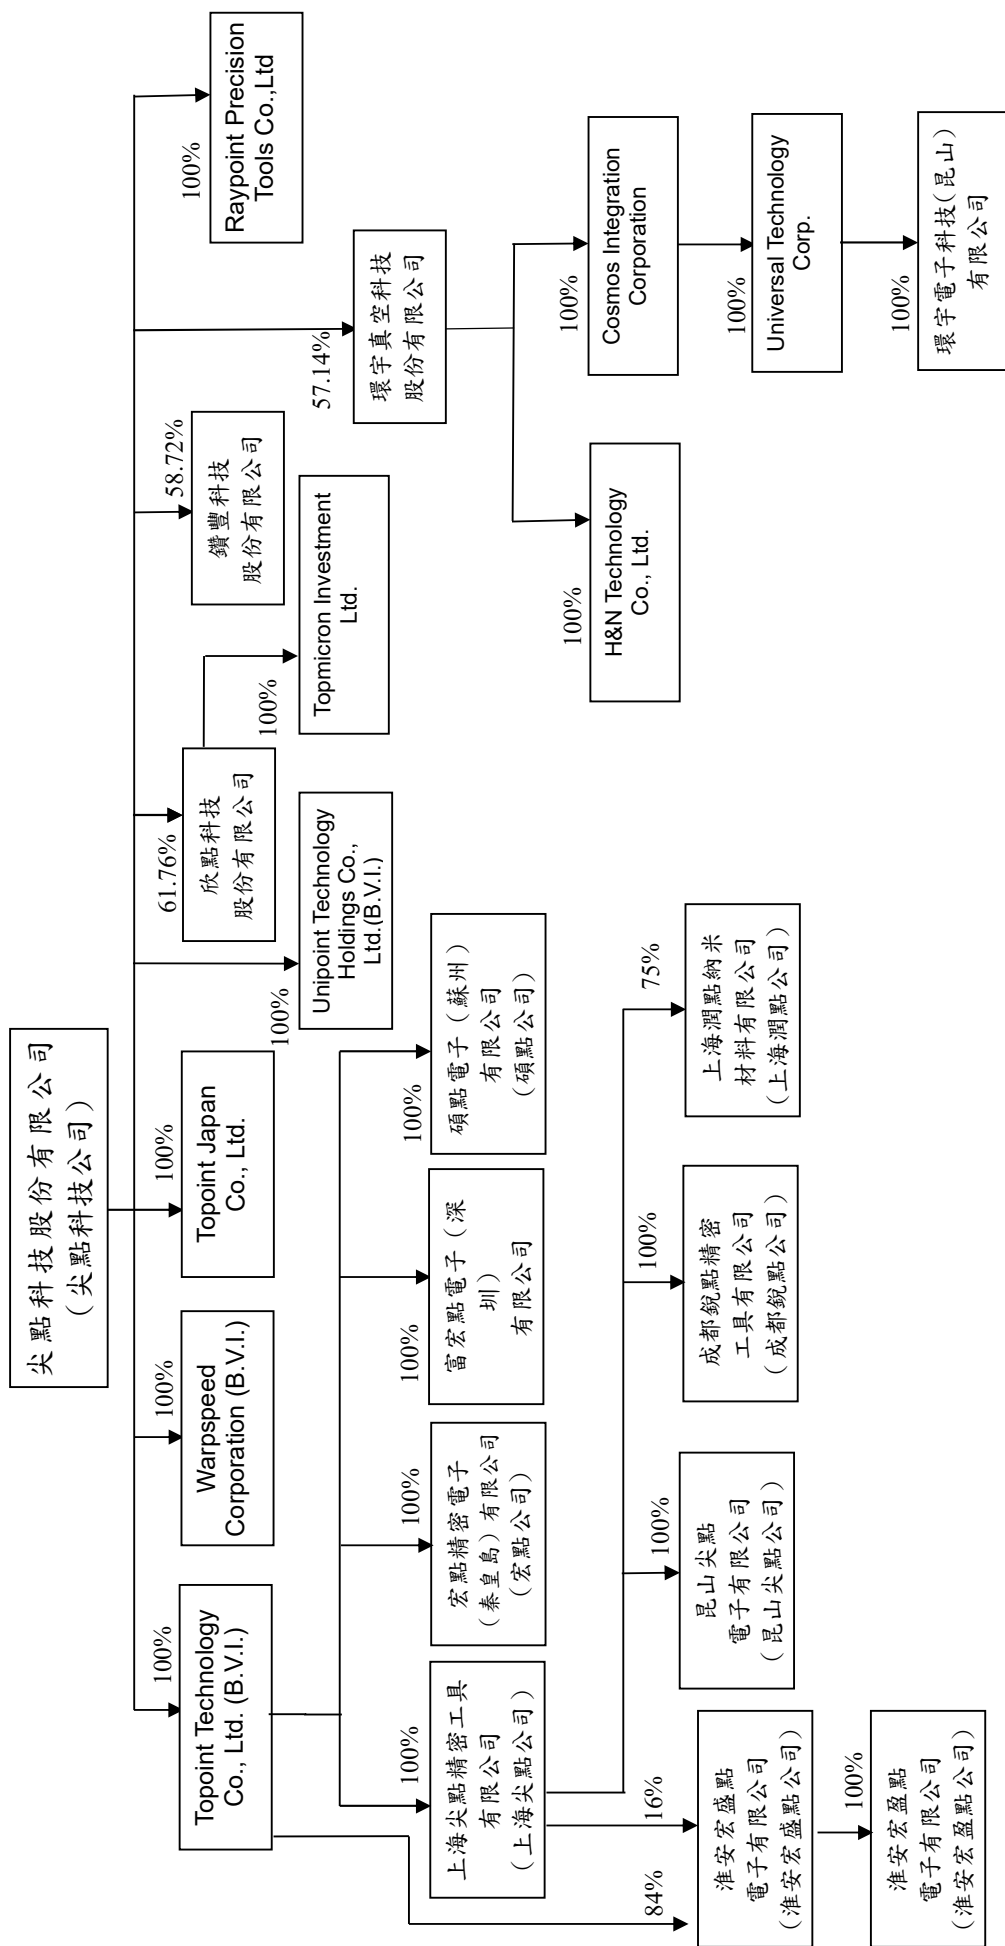 尖點科技股份有限公司
(尖點科技公司)
100%
Topoint Technology
Co., Ltd. (B.V.I.)
100%
Warpspeed
Corporation (B.V.I.)
100%
Topoint Japan
Co., Ltd.
100%
Unipoint Technology
Holdings Co.,
Ltd.(B.V.I.)
61.76%
欣點科技
股份有限公司
100%
Topmicron Investment
Ltd.
58.72%
鑽豐科技
股份有限公司
57.14%
環宇真空科技
股份有限公司
100%
Raypoint Precision
Tools Co.,Ltd
100%
上海尖點精密工具
有限公司
(上海尖點公司)
100%
宏點精密電子
(秦皇島)有限公司
(宏點公司)
100%
富宏點電子(深
圳)
有限公司
100%
碩點電子(蘇州)
有限公司
(碩點公司)
100%
H&N Technology
Co., Ltd.
100%
Cosmos Integration
Corporation
84%
16%
淮安宏盛點
電子有限公司
(淮安宏盛點公司)
100%
昆山尖點
電子有限公司
(昆山尖點公司)
100%
成都銳點精密
工具有限公司
(成都銳點公司)
75%
上海潤點納米
材料有限公司
(上海潤點公司)
100%
Universal Technology
Corp.
100%
淮安宏盈點
電子有限公司
(淮安宏盈點公司)
100%
環宇電子科技(昆山)
有限公司